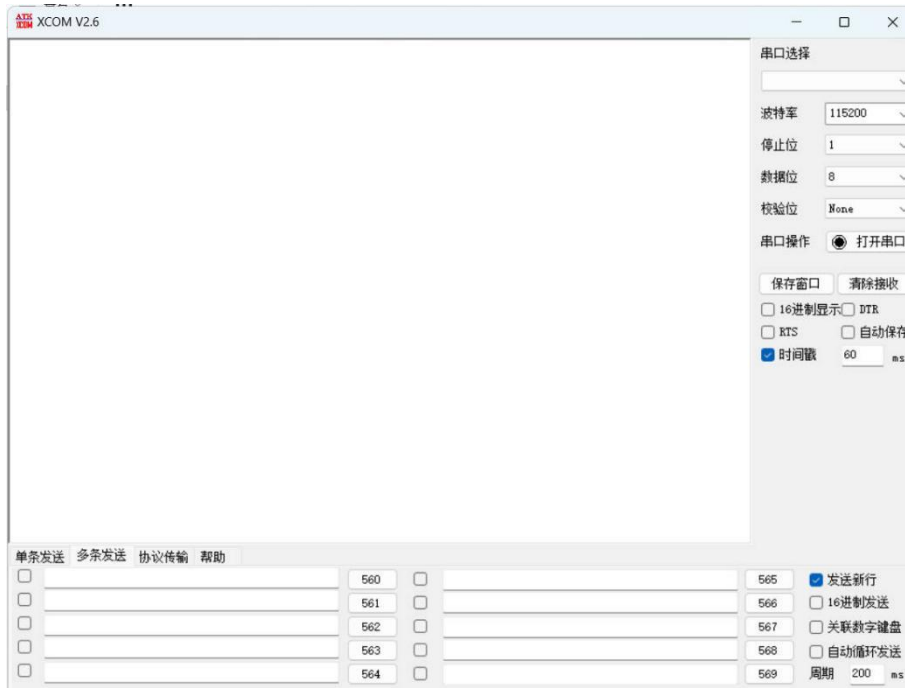 ATK XCOM XCOM V2.6
串口选择
波特率 115200
停止位 1
数据位 8
校验位 None
串口操作 打开串口
保存窗口 清除接收
16进制显示 DTR
RTS 自动保存
时间戳 60 ms
单条发送 多条发送 协议传输 帮助
560 565 发送新行
561 566 16进制发送
562 567 关联数字键盘
563 568 自动循环发送
564 569 周期 200 ms